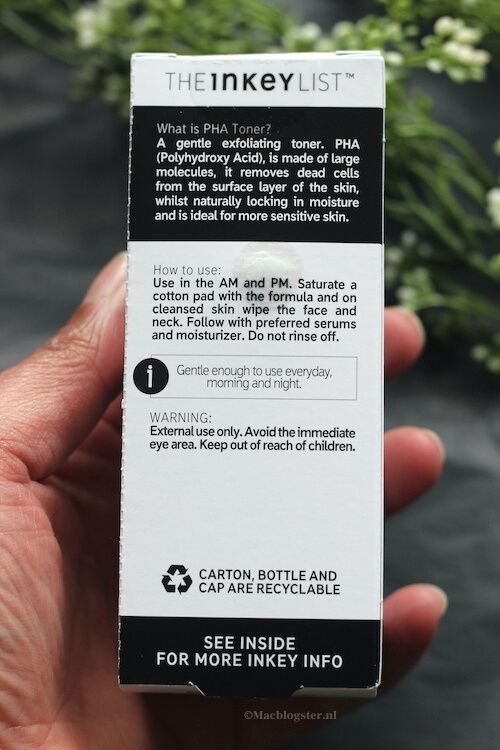 THE INKEY LIST™
What is PHA Toner?
A gentle exfoliating toner. PHA
(Polyhydroxy Acid), is made of large
molecules, it removes dead cells
from the surface layer of the skin,
whilst naturally locking in moisture
and is ideal for more sensitive skin.
How to use:
Use in the AM and PM. Saturate a
cotton pad with the formula and on
cleansed skin wipe the face and
neck. Follow with preferred serums
and moisturizer. Do not rinse off.
i
Gentle enough to use everyday,
morning and night.
WARNING:
External use only. Avoid the immediate
eye area. Keep out of reach of children.
CARTON, BOTTLE AND
CAP ARE RECYCLABLE
SEE INSIDE
FOR MORE INKEY INFO
©Macblogster.nl